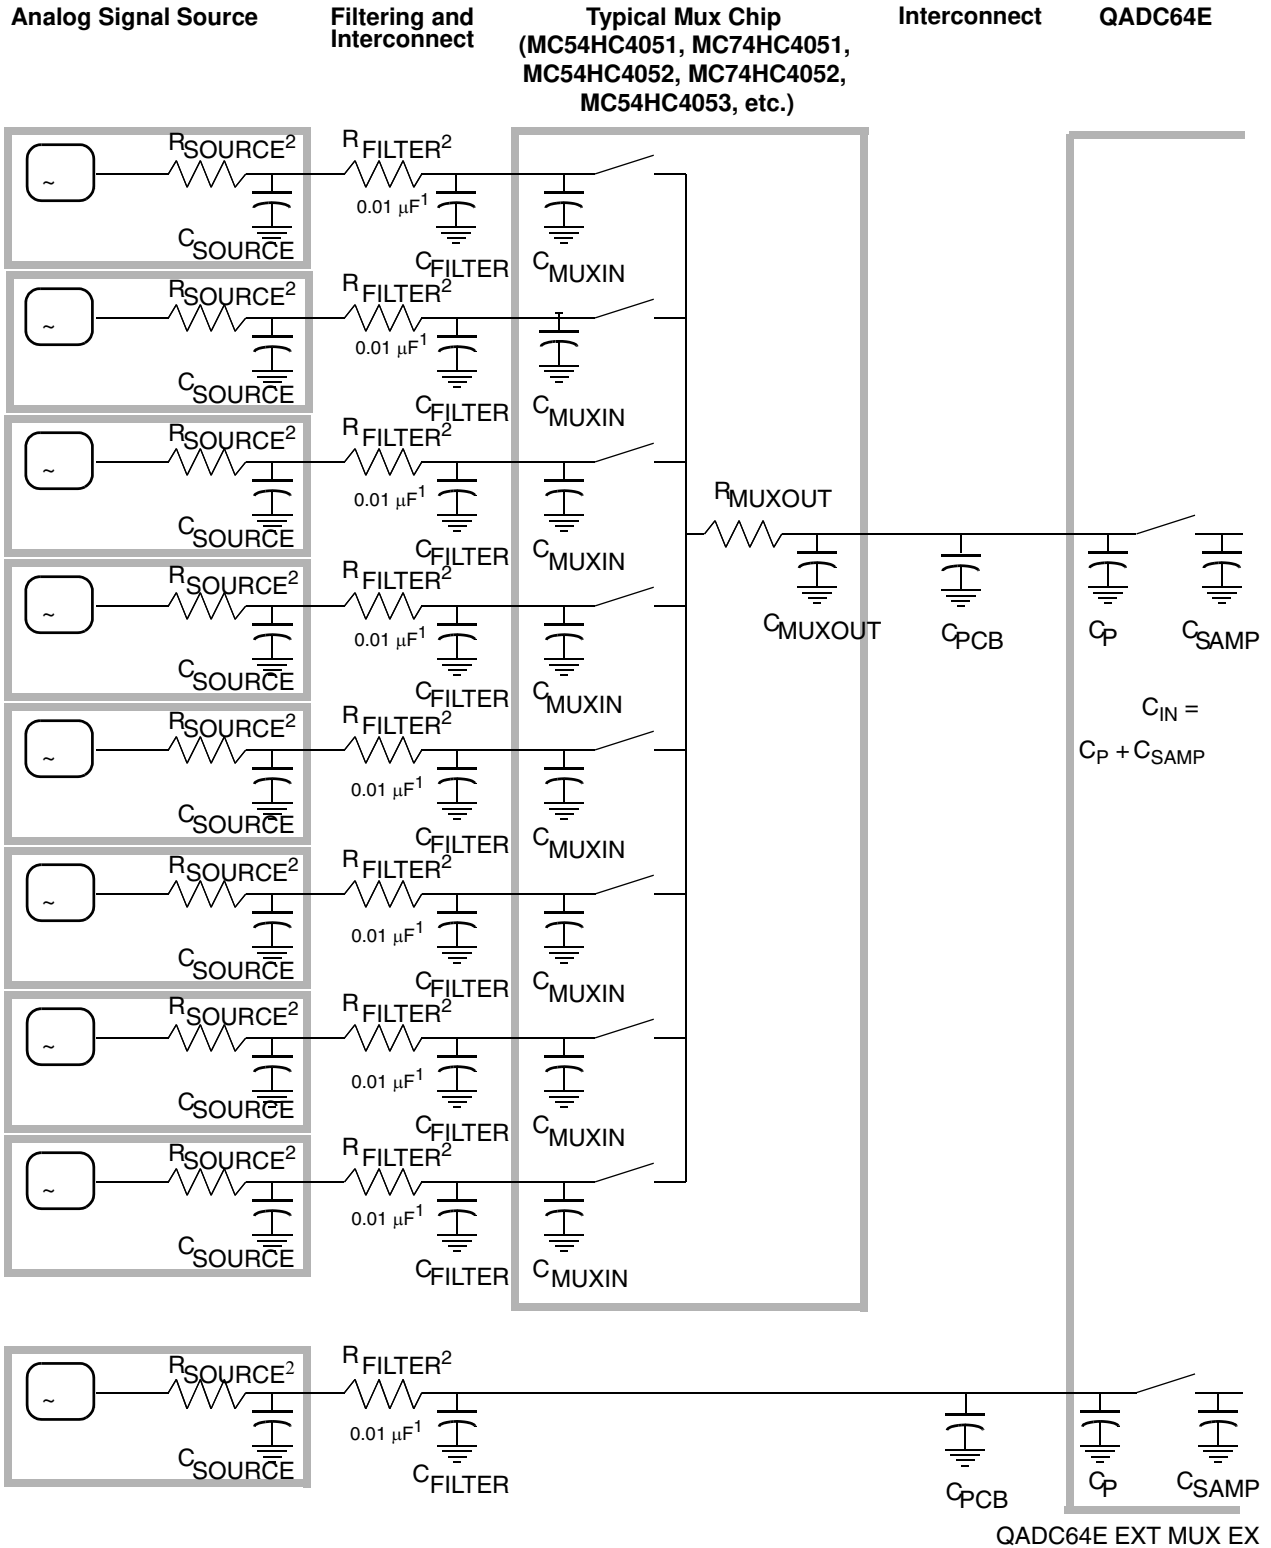 Analog Signal Source
Filtering and
Interconnect
Typical Mux Chip
(MC54HC4051, MC74HC4051,
MC54HC4052, MC74HC4052,
MC54HC4053, etc.)
Interconnect
QADC64E
~
RSOURCE2
CSOURCE
RFILTER2
0.01 μF1
CFILTER
CMUXIN
~
RSOURCE2
CSOURCE
RFILTER2
0.01 μF1
CFILTER
CMUXIN
~
RSOURCE2
CSOURCE
RFILTER2
0.01 μF1
CFILTER
CMUXIN
~
RSOURCE2
CSOURCE
RFILTER2
0.01 μF1
CFILTER
CMUXIN
~
RSOURCE2
CSOURCE
RFILTER2
0.01 μF1
CFILTER
CMUXIN
~
RSOURCE2
CSOURCE
RFILTER2
0.01 μF1
CFILTER
CMUXIN
~
RSOURCE2
CSOURCE
RFILTER2
0.01 μF1
CFILTER
CMUXIN
~
RSOURCE2
CSOURCE
RFILTER2
0.01 μF1
CFILTER
CMUXIN
RMUXOUT
CMUXOUT
CPCB
CP
CSAMP
CIN =
CP + CSAMP
~
RSOURCE2
CSOURCE
RFILTER2
0.01 μF1
CFILTER
CPCB
CP
CSAMP
QADC64E EXT MUX EX